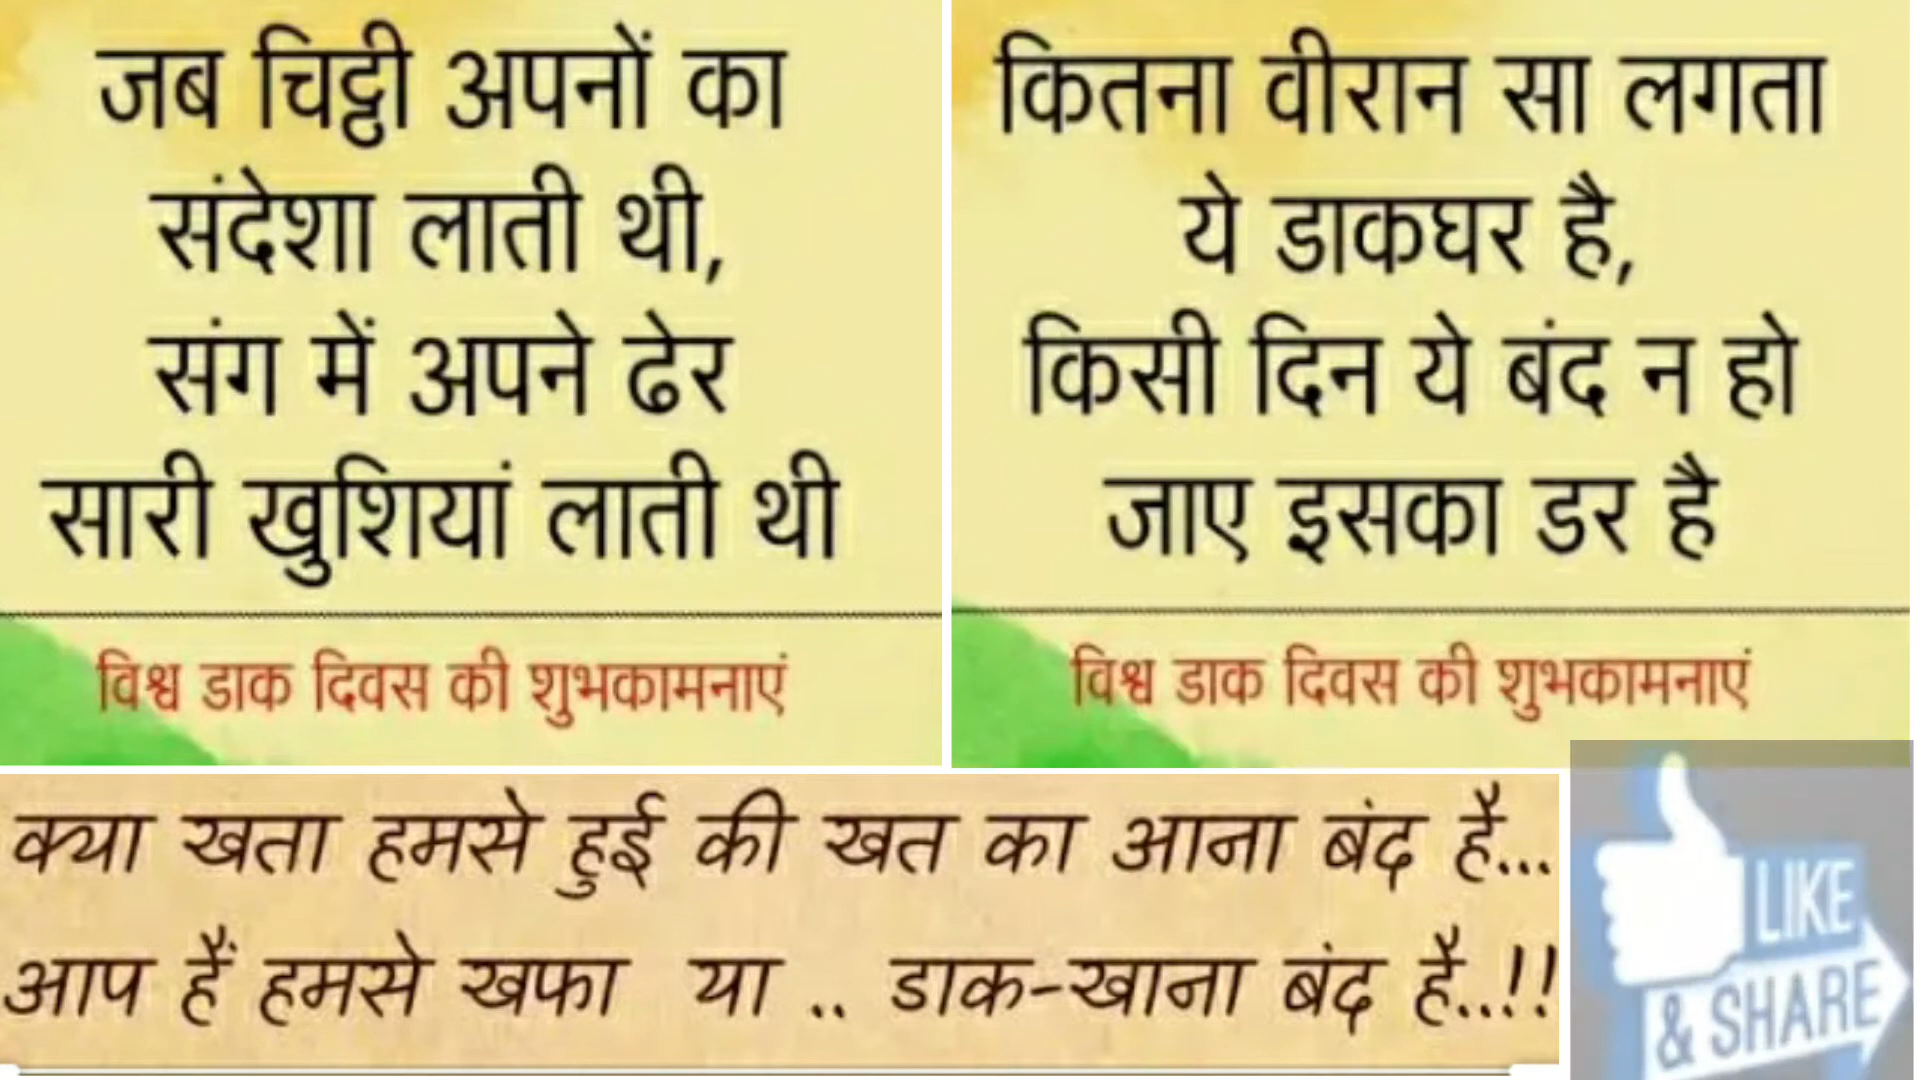 जब चिट्ठी अपनों का
संदेशा लाती थी,
संग में अपने ढेर
सारी खुशियां लाती थी
विश्व डाक दिवस की शुभकामनाएं
कितना वीरान सा लगता
ये डाकघर है,
किसी दिन ये बंद न हो
जाए इसका डर है
विश्व डाक दिवस की शुभकामनाएं
क्या खता हमसे हुई की खत का आना बंद है...
आप हैं हमसे खफा या .. डाक-खाना बंद है..!!
LIKE
& SHARE